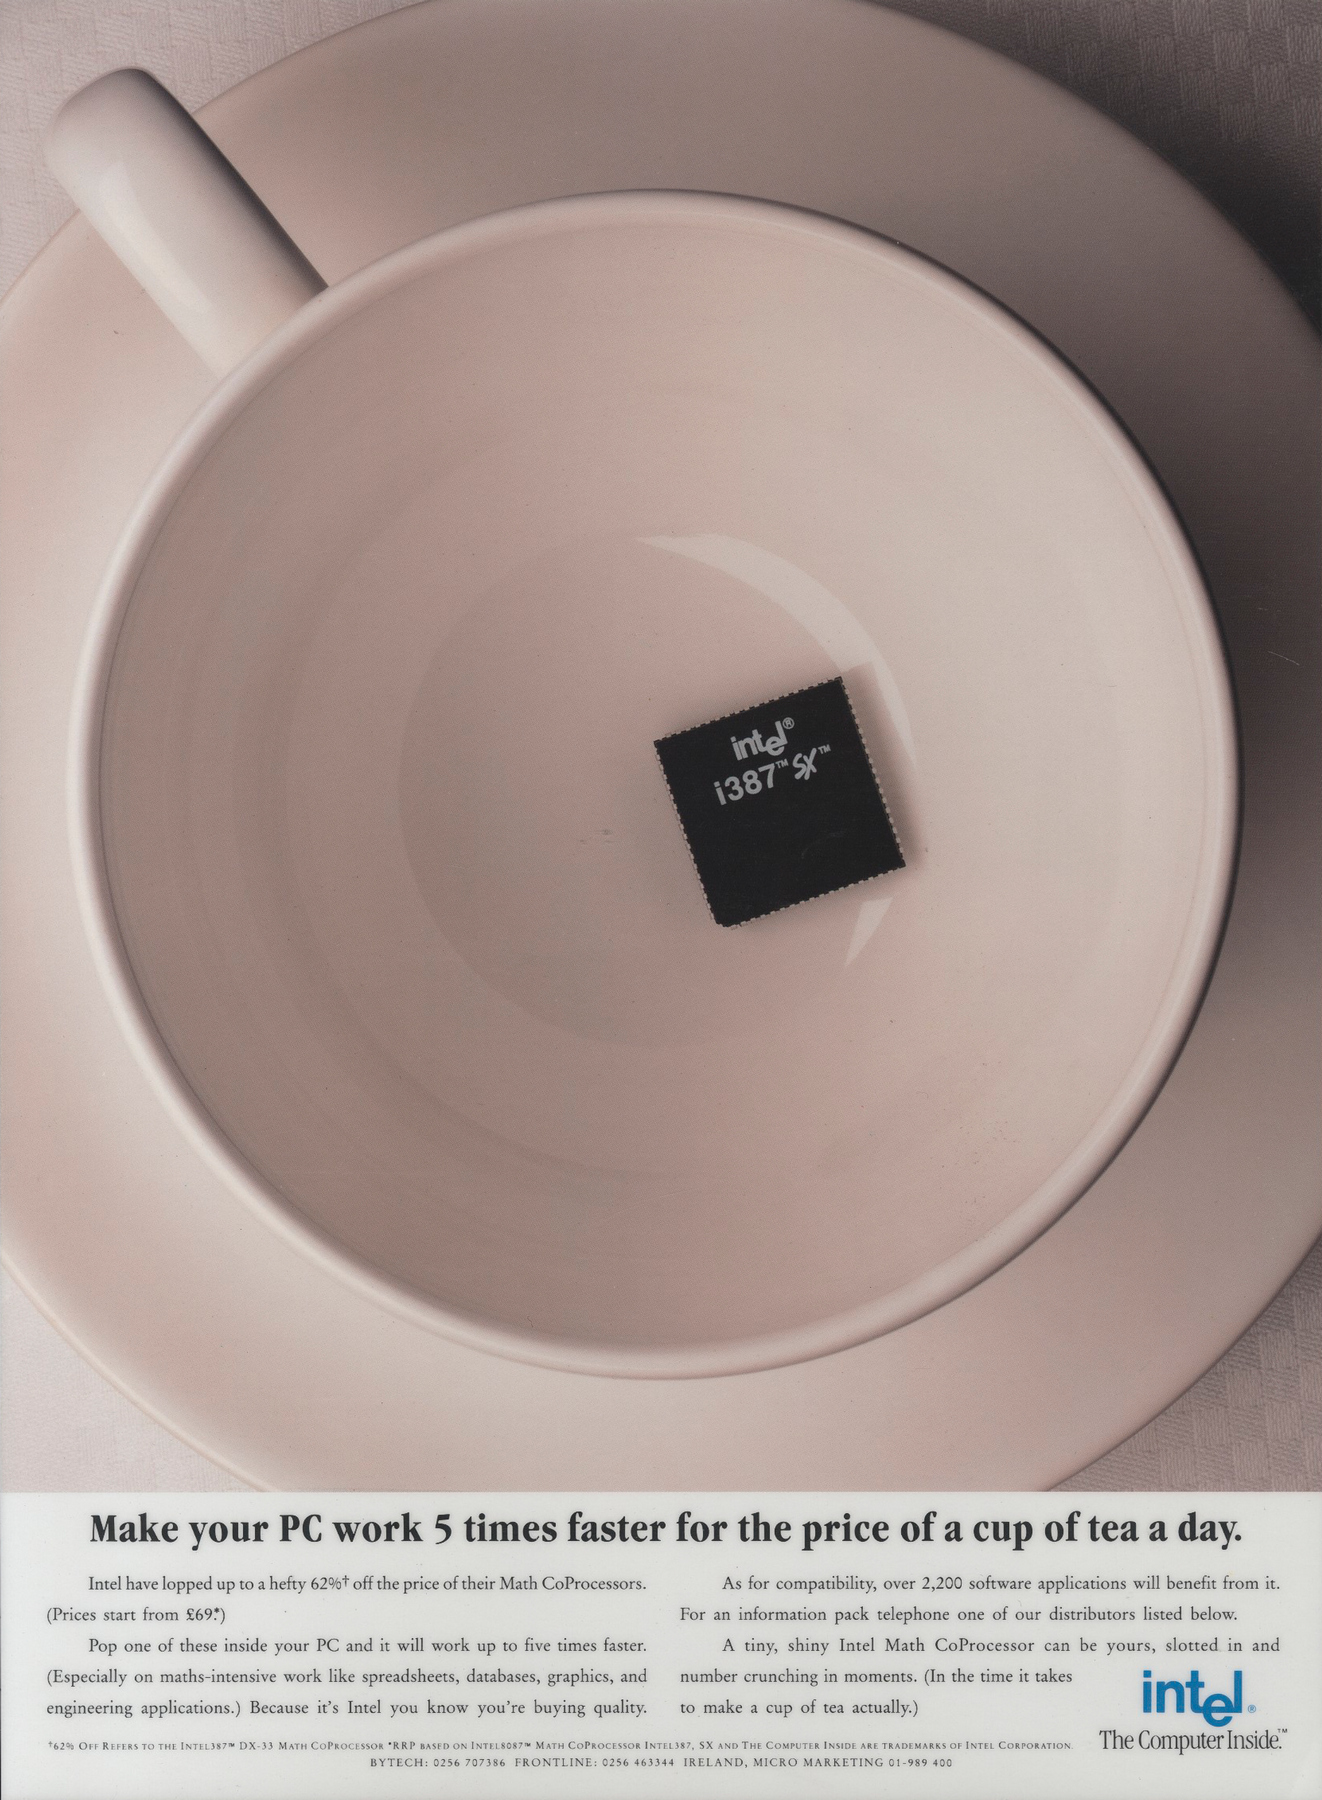 intel®
i387™ SX™
Make your PC work 5 times faster for the price of a cup of tea a day.
Intel have lopped up to a hefty 62%† off the price of their Math CoProcessors.
(Prices start from £69*.)
Pop one of these inside your PC and it will work up to five times faster.
(Especially on maths-intensive work like spreadsheets, databases, graphics, and
engineering applications.) Because it's Intel you know you're buying quality.
As for compatibility, over 2,200 software applications will benefit from it.
For an information pack telephone one of our distributors listed below.
A tiny, shiny Intel Math CoProcessor can be yours, slotted in and
number crunching in moments. (In the time it takes
to make a cup of tea actually.)
intel®
The Computer Inside.™
†62% Off Refers to the Intel387™ DX-33 Math CoProcessor *RRP based on Intel8087™ Math CoProcessor Intel387, SX and The Computer Inside are trademarks of Intel Corporation.
BYTECH: 0256 707386 FRONTLINE: 0256 463344 IRELAND, MICRO MARKETING 01-989 400